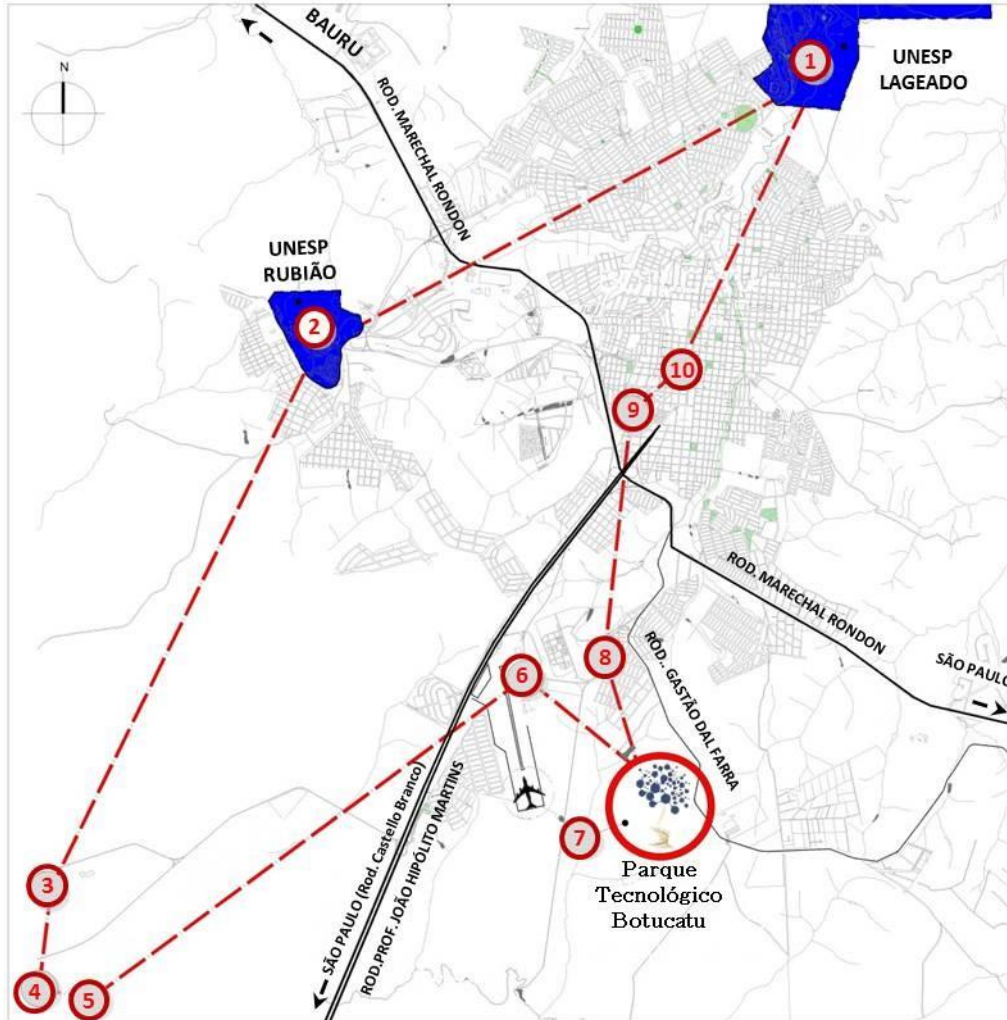 BAURU
1
UNESP
LAGEADO
N
ROD. MARECHAL RONDON
UNESP
RUBIÃO
2
10
9
ROD. MARECHAL RONDON
SÃO PAULO
8
ROD.. GASTÃO DAL FARRA
6
SÃO PAULO (Rod. Castello Branco)
ROD.PROF. JOÃO HIPÓLITO MARTINS
7
Parque
Tecnológico
Botucatu
3
4
5